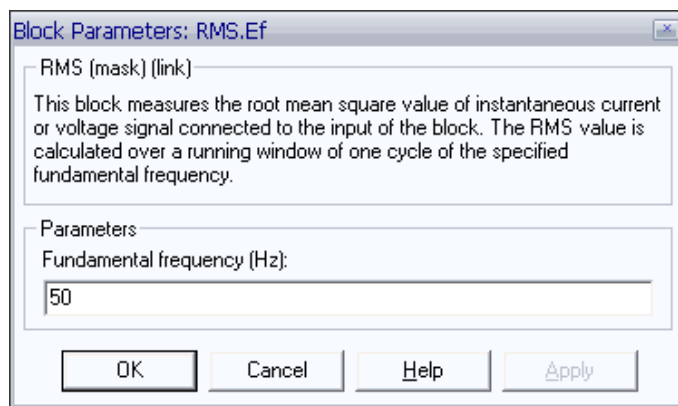 Block Parameters: RMS.Ef
RMS (mask) (link)
This block measures the root mean square value of instantaneous current
or voltage signal connected to the input of the block. The RMS value is
calculated over a running window of one cycle of the specified
fundamental frequency.
Parameters
Fundamental frequency (Hz):
50
OK Cancel Help Apply